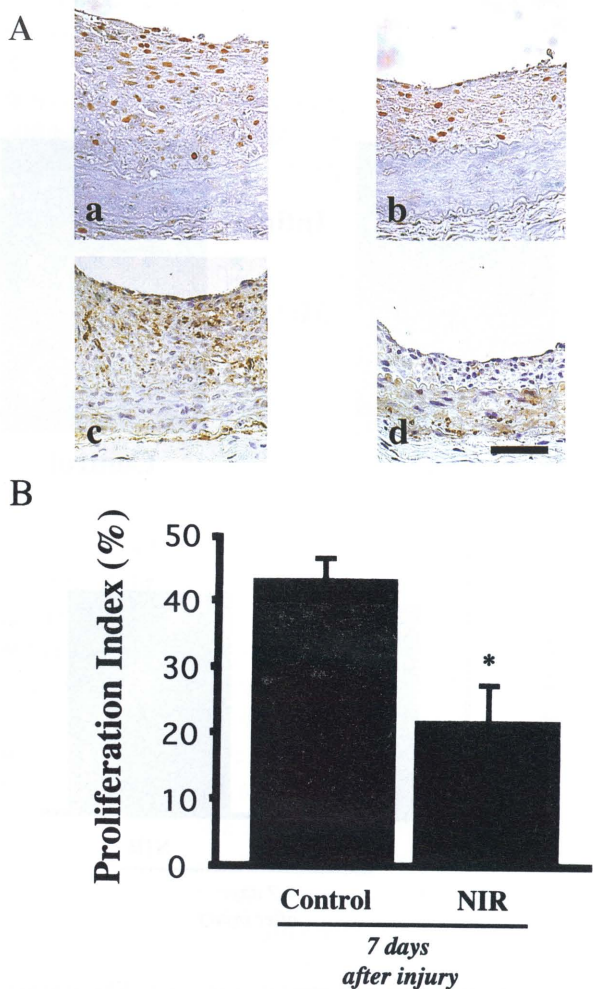 A
a
b
c
d
B
Proliferation Index (%)
50
40
30
20
10
0
*
Control
NIR
7 days
after injury